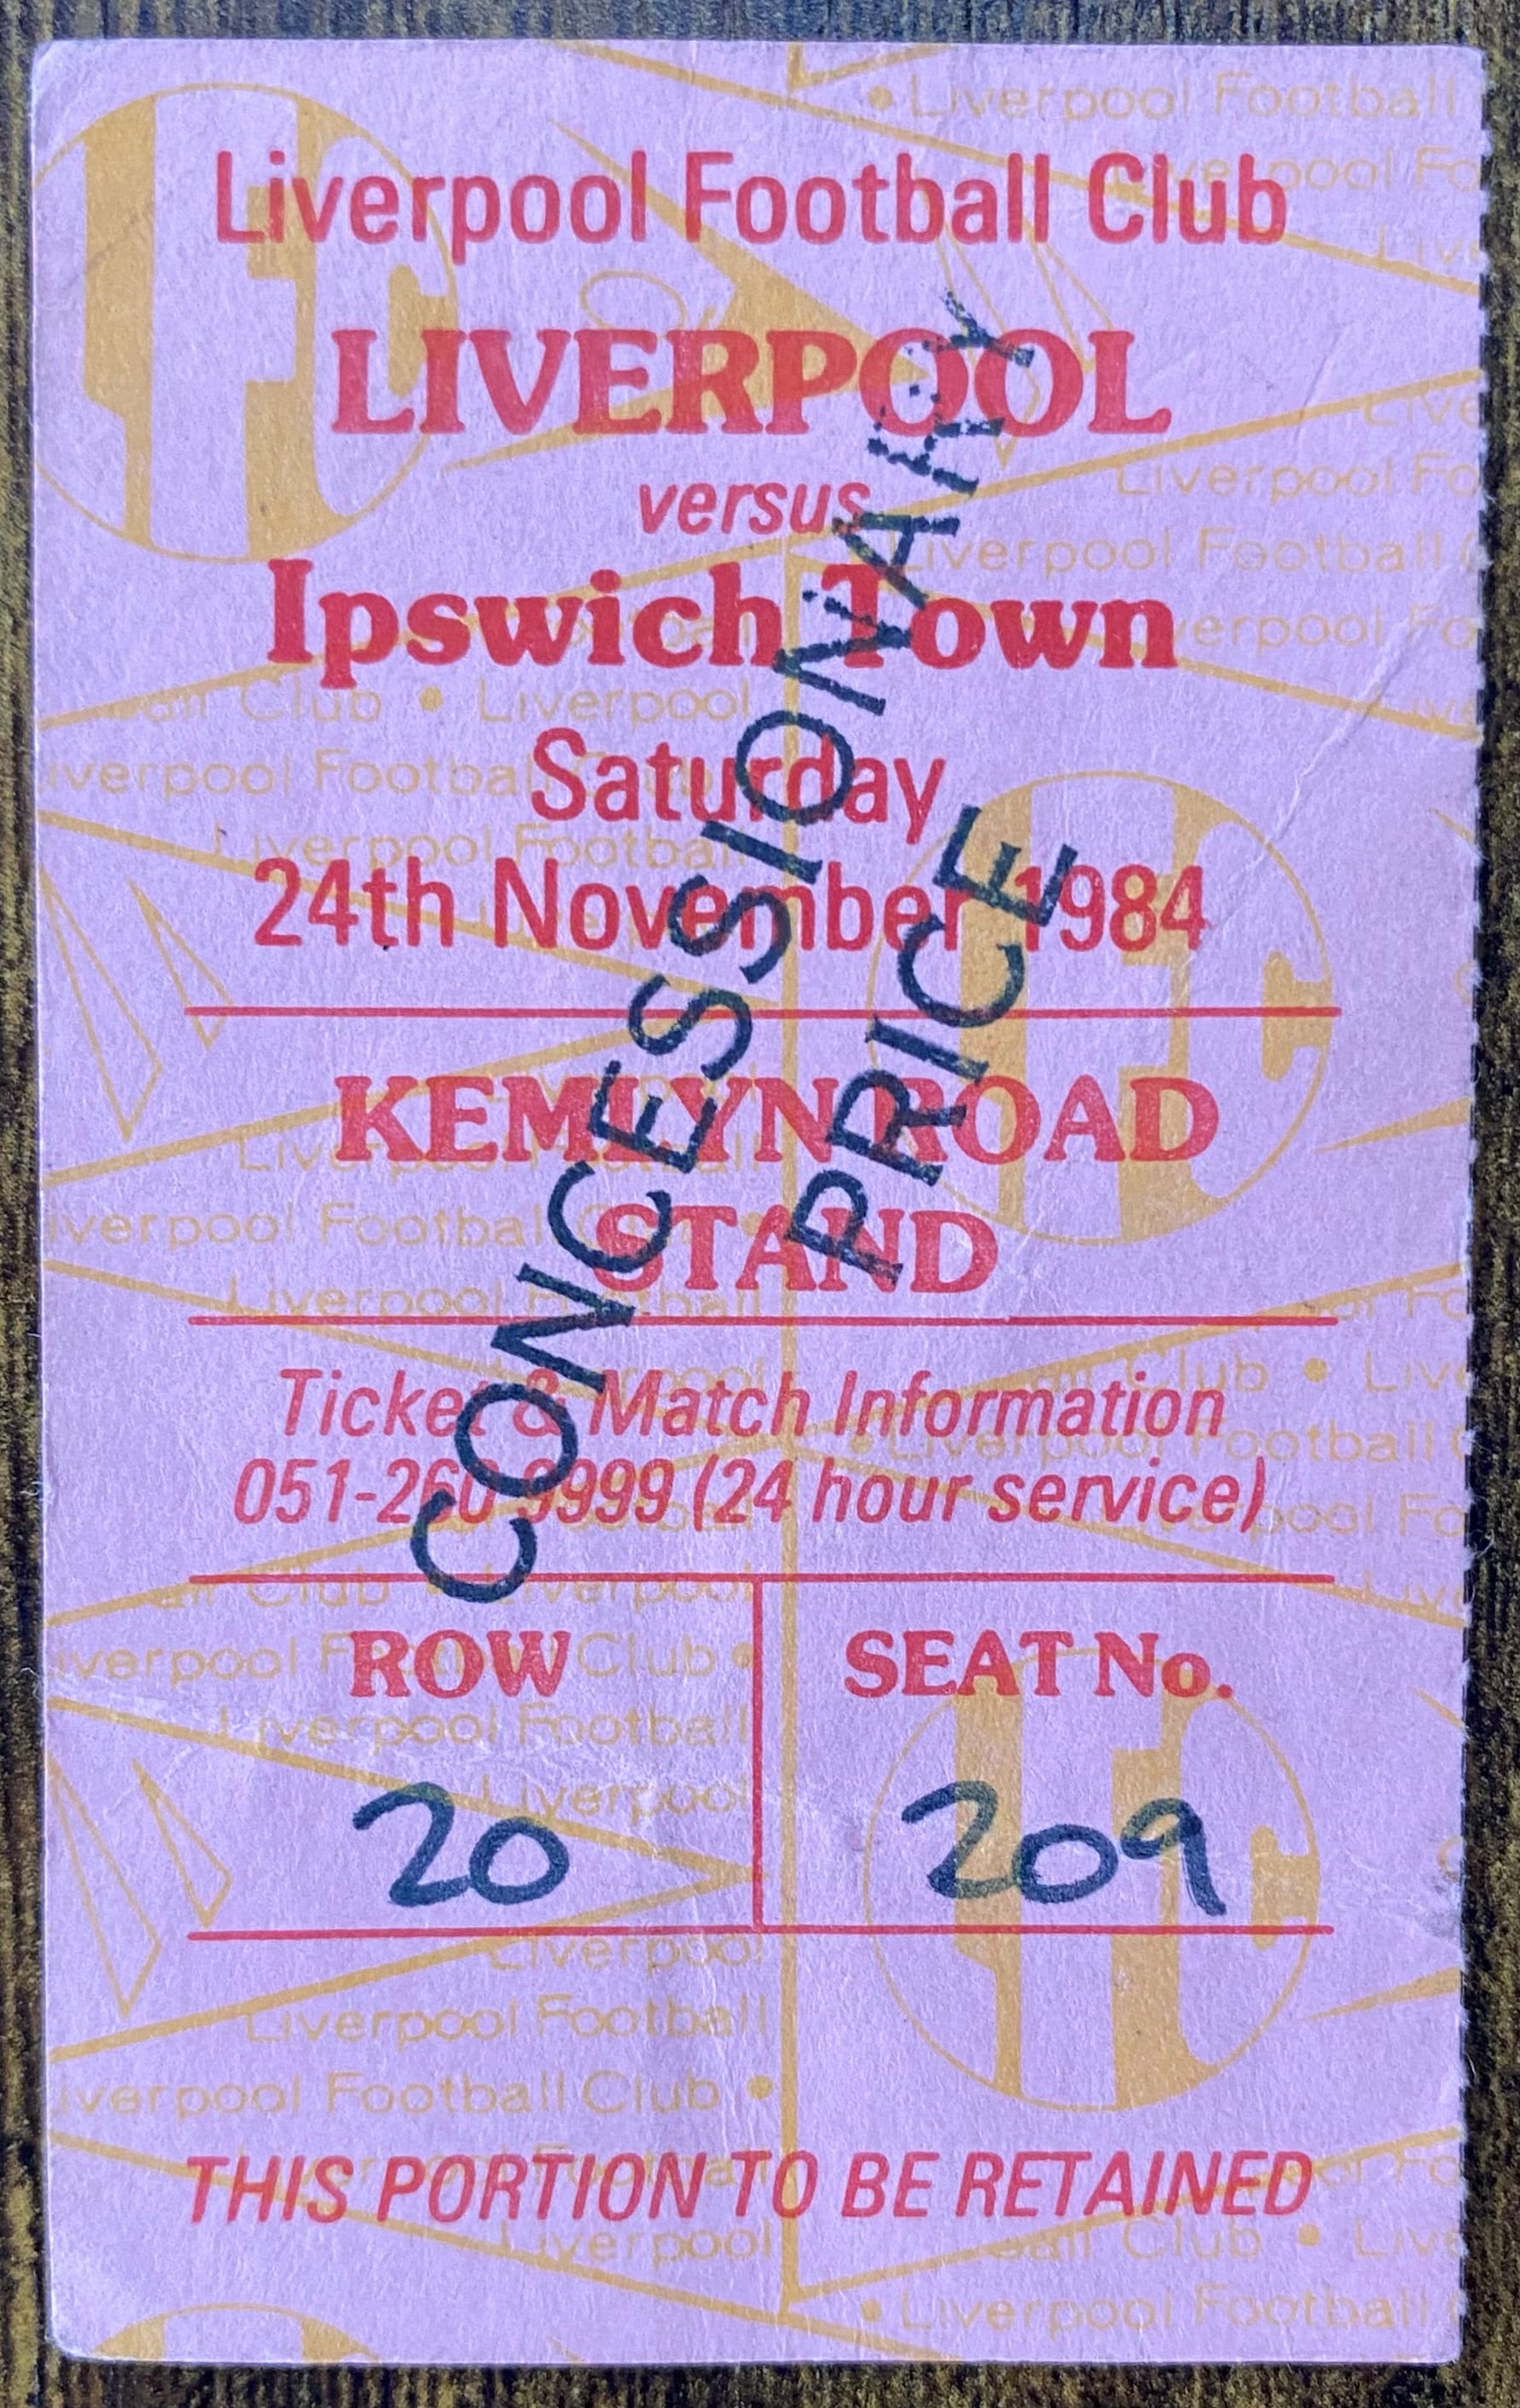 Liverpool Football Club
LIVERPOOL
versus
Ipswich Town
Saturday
24th November 1984
KEMLYN ROAD
STAND
Ticket & Match Information
051-260 9999 (24 hour service)
ROW
SEAT No.
20
209
THIS PORTION TO BE RETAINED
CONCESSIONARY
PRICE